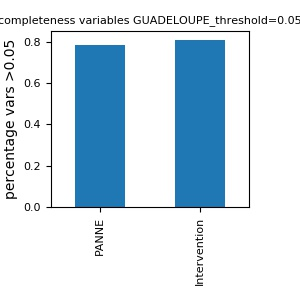 completeness variables GUADELOUPE_threshold=0.05
percentage vars >0.05
0.8
0.6
0.4
0.2
0.0
PANNE
Intervention